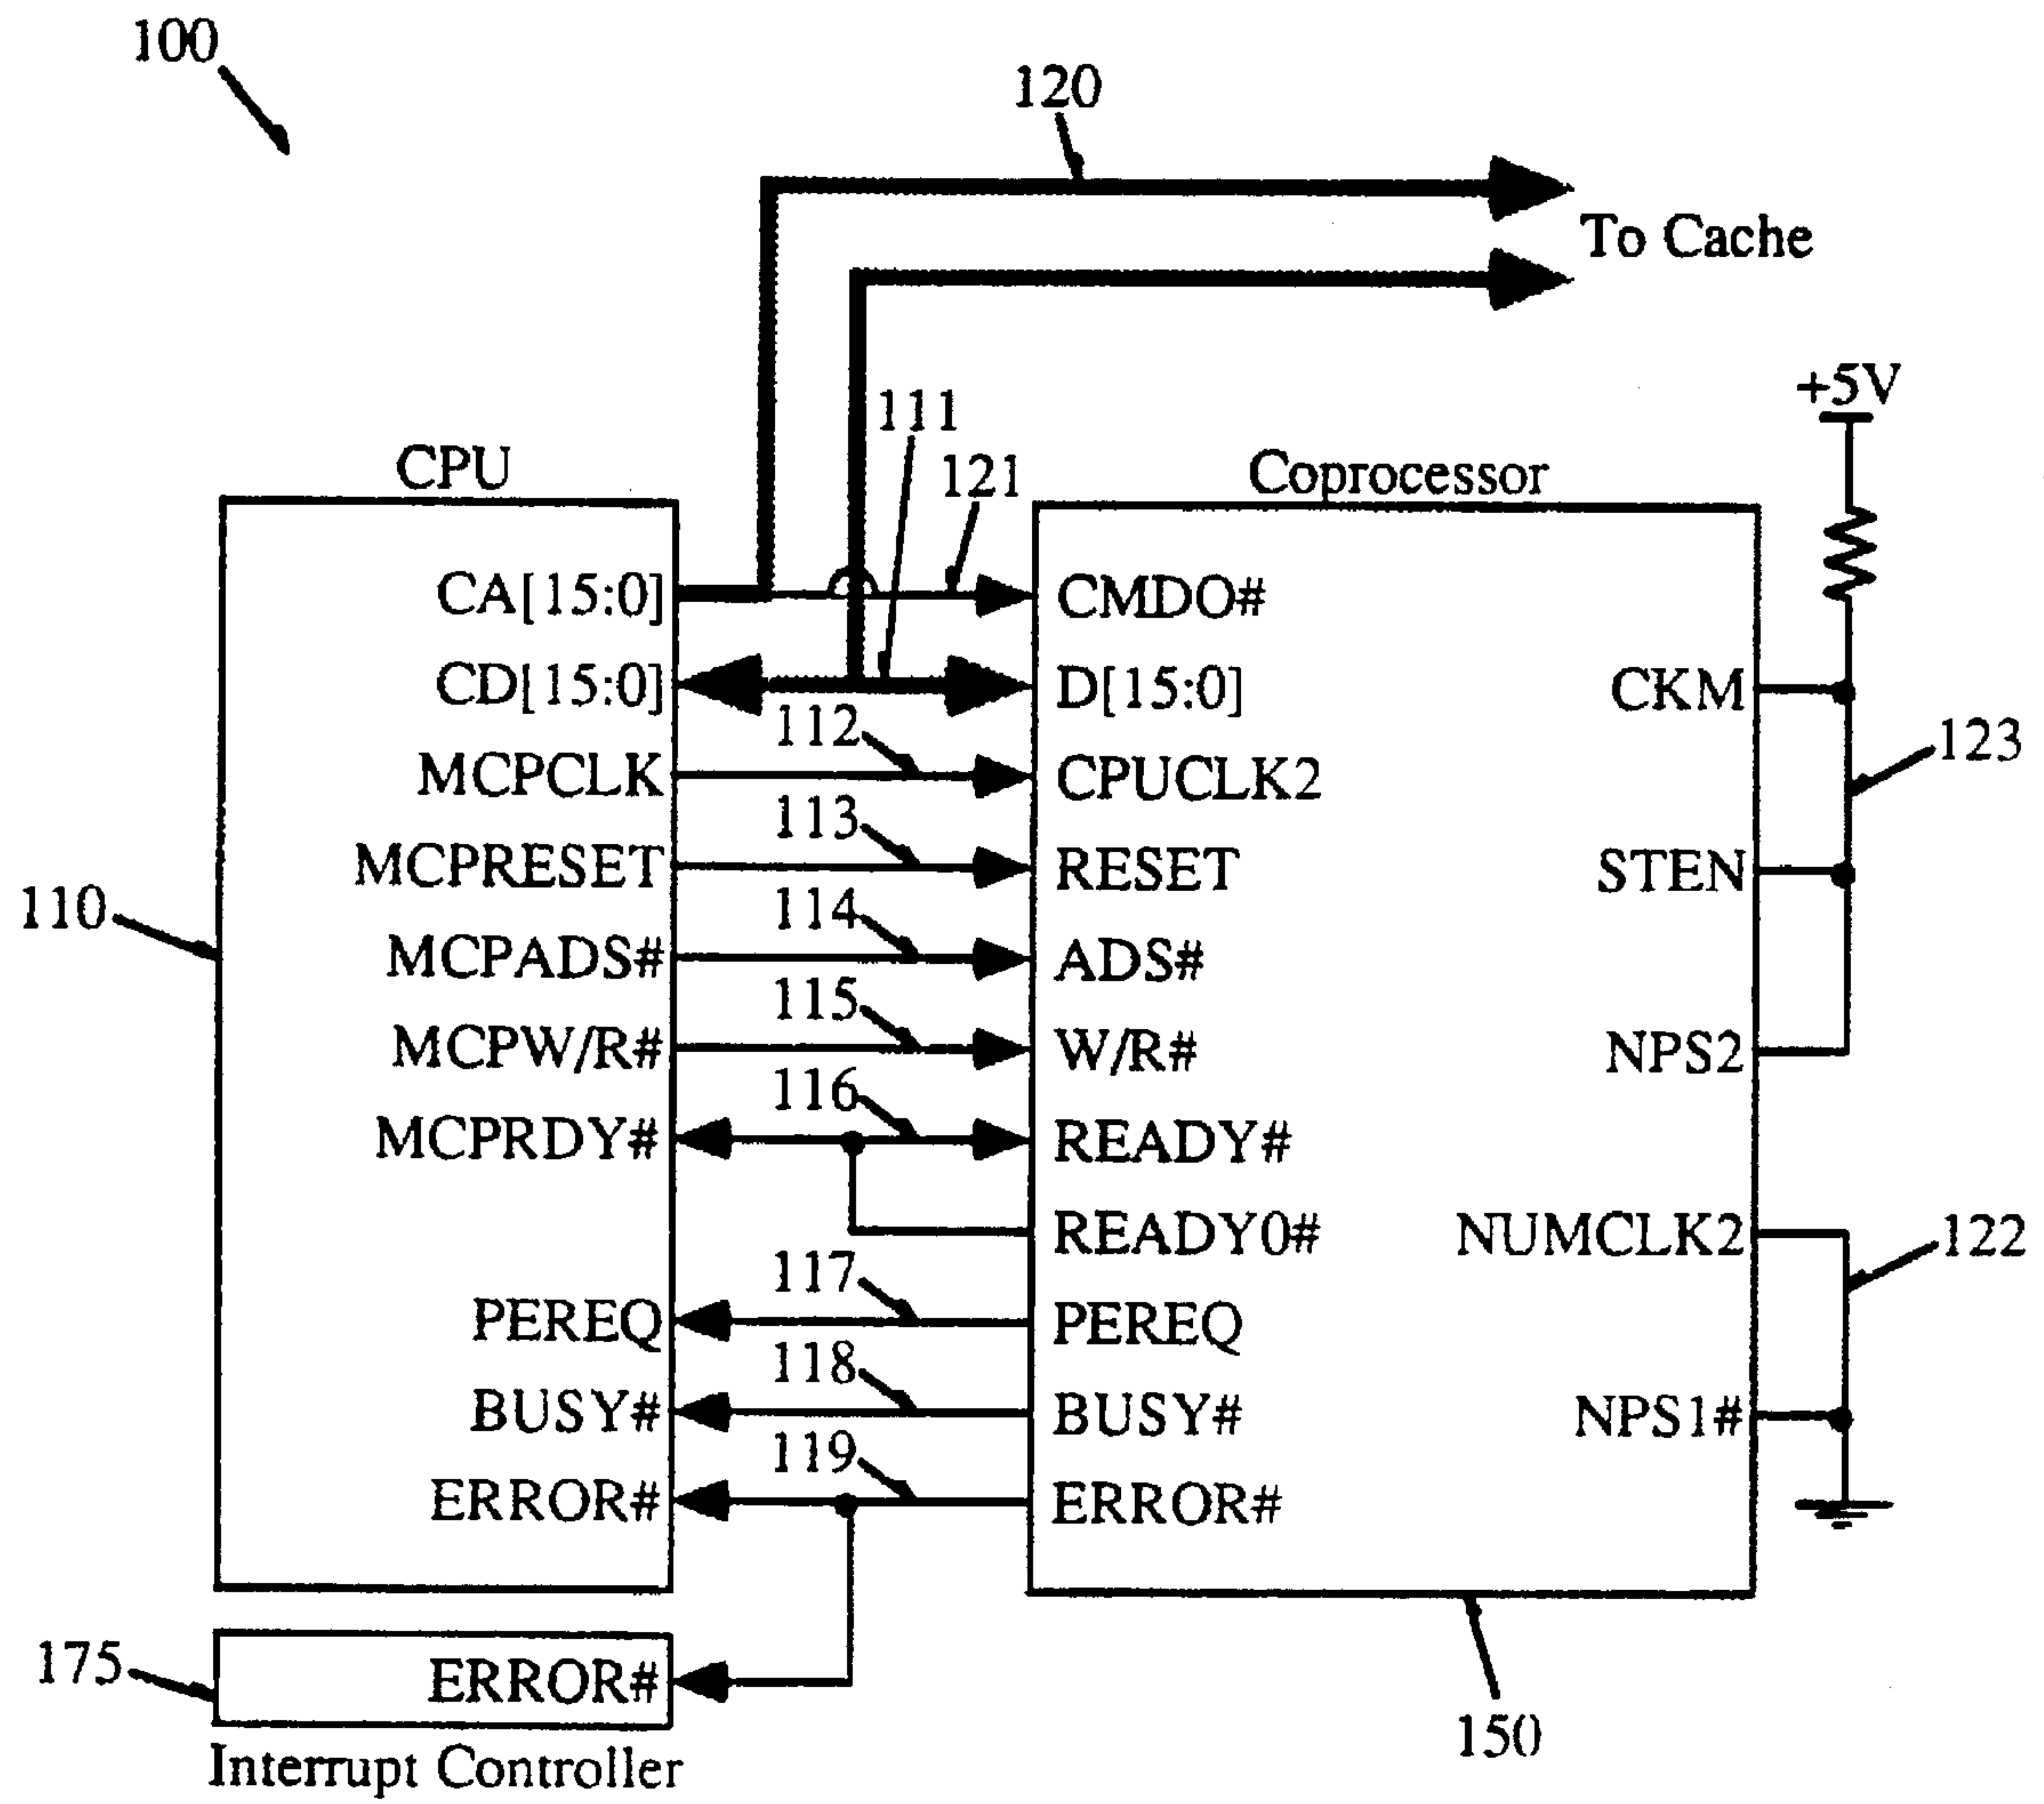 100
120
To Cache
+5V
111
CPU
121
Coprocessor
CA[15:0]
CMDO#
CD[15:0]
D[15:0]
CKM
112
123
MCPCLK
CPUCLK2
113
MCPRESET
RESET
STEN
110
114
MCPADS#
ADS#
115
MCPW/R#
W/R#
NPS2
116
MCPRDY#
READY#
READY0#
NUMCLK2
122
117
PEREQ
PEREQ
118
BUSY#
BUSY#
NPS1#
119
ERROR#
ERROR#
175
ERROR#
150
Interrupt Controller